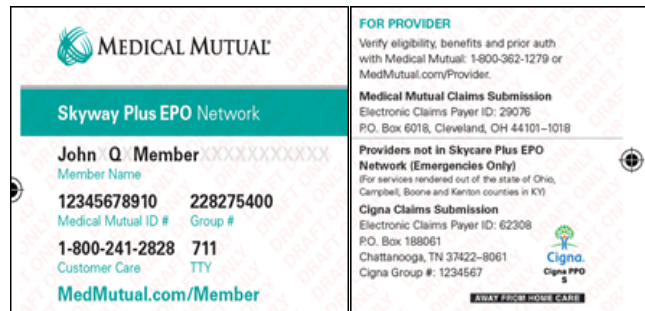 MEDICAL MUTUAL®
Skyway Plus EPO Network
John X Q X MemberXXXXXXXXXXX
Member Name
12345678910 228275400
Medical Mutual ID # Group #
1-800-241-2828 711
Customer Care TTY
MedMutual.com/Member
FOR PROVIDER
Verify eligibility, benefits and prior auth
with Medical Mutual: 1-800-362-1279 or
MedMutual.com/Provider.
Medical Mutual Claims Submission
Electronic Claims Payer ID: 29076
P.O. Box 6018, Cleveland, OH 44101–1018
Providers not in Skycare Plus EPO
Network (Emergencies Only)
(For services rendered out of the state of Ohio,
Campbell, Boone and Kenton counties in KY)
Cigna Claims Submission
Electronic Claims Payer ID: 62308
P.O. Box 188061
Chattanooga, TN 37422–8061
Cigna Group #: 1234567
Cigna.
Cigna PPO
S
AWAY FROM HOME CARE
DRAFT ONLY